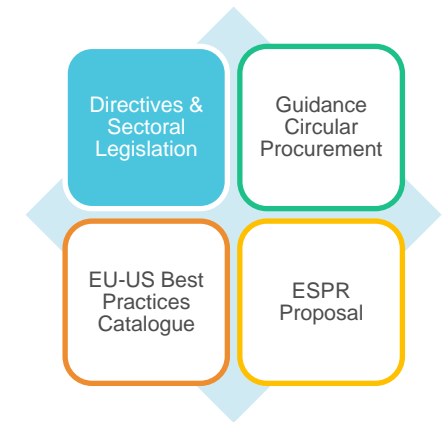 Directives &
Sectoral
Legislation
Guidance
Circular
Procurement
EU-US Best
Practices
Catalogue
ESPR
Proposal